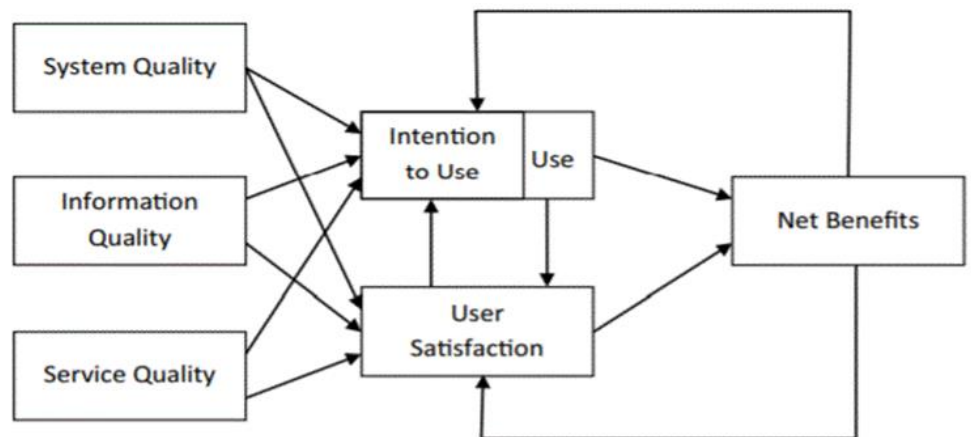 System Quality
Information
Quality
Service Quality
Intention
to Use
Use
User
Satisfaction
Net Benefits